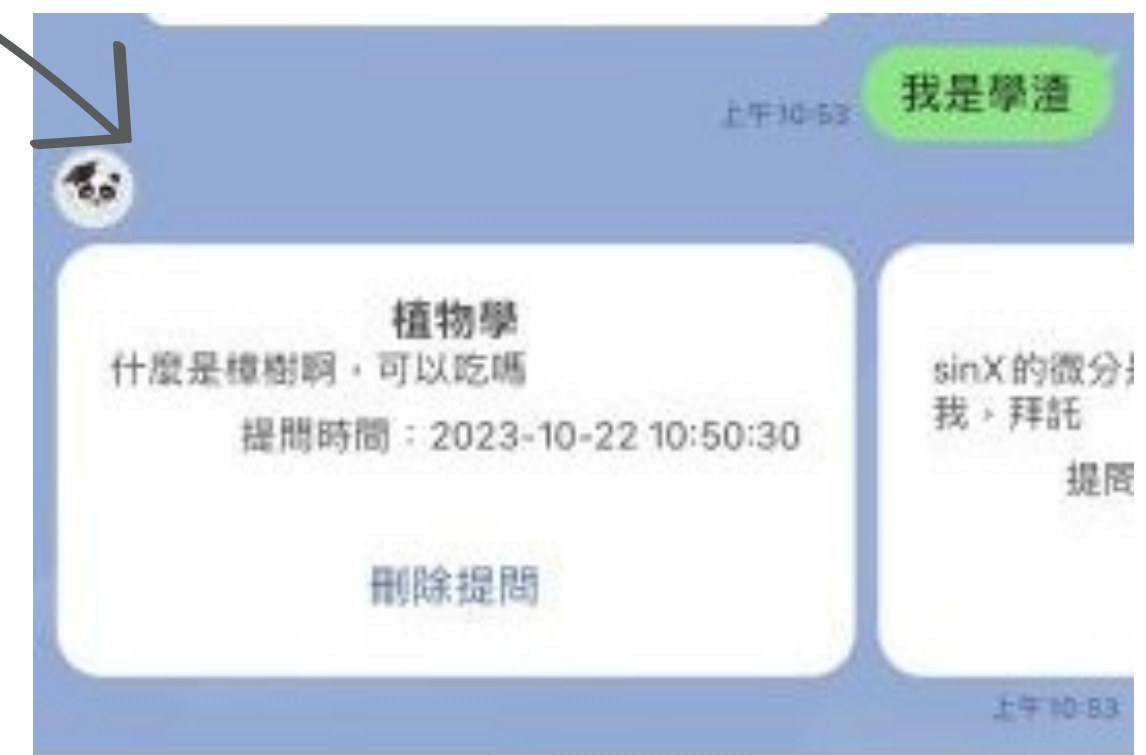 上午10:53
我是學渣
植物學
什麼是樟樹啊，可以吃嗎
提問時間：2023-10-22 10:50:30
刪除提問
sinX的微分
我，拜託
提問
上午10:53